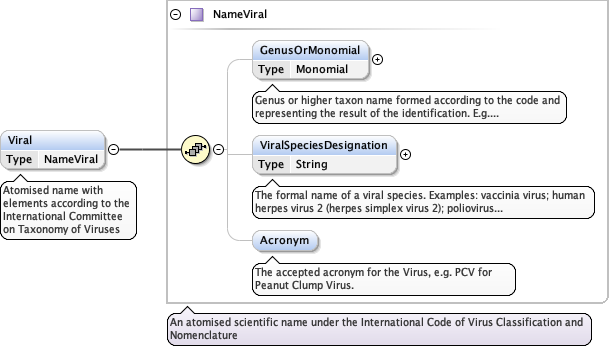 NameViral
GenusOrMonomial
Type Monomial
Genus or higher taxon name formed according to the code and
representing the result of the identification. E.g....
Viral
Type NameViral
Atomised name with
elements according to the
International Committee
on Taxonomy of Viruses
ViralSpeciesDesignation
Type String
The formal name of a viral species. Examples: vaccinia virus; human
herpes virus 2 (herpes simplex virus 2); poliovirus...
Acronym
The accepted acronym for the Virus, e.g. PCV for
Peanut Clump Virus.
An atomised scientific name under the International Code of Virus Classification and
Nomenclature